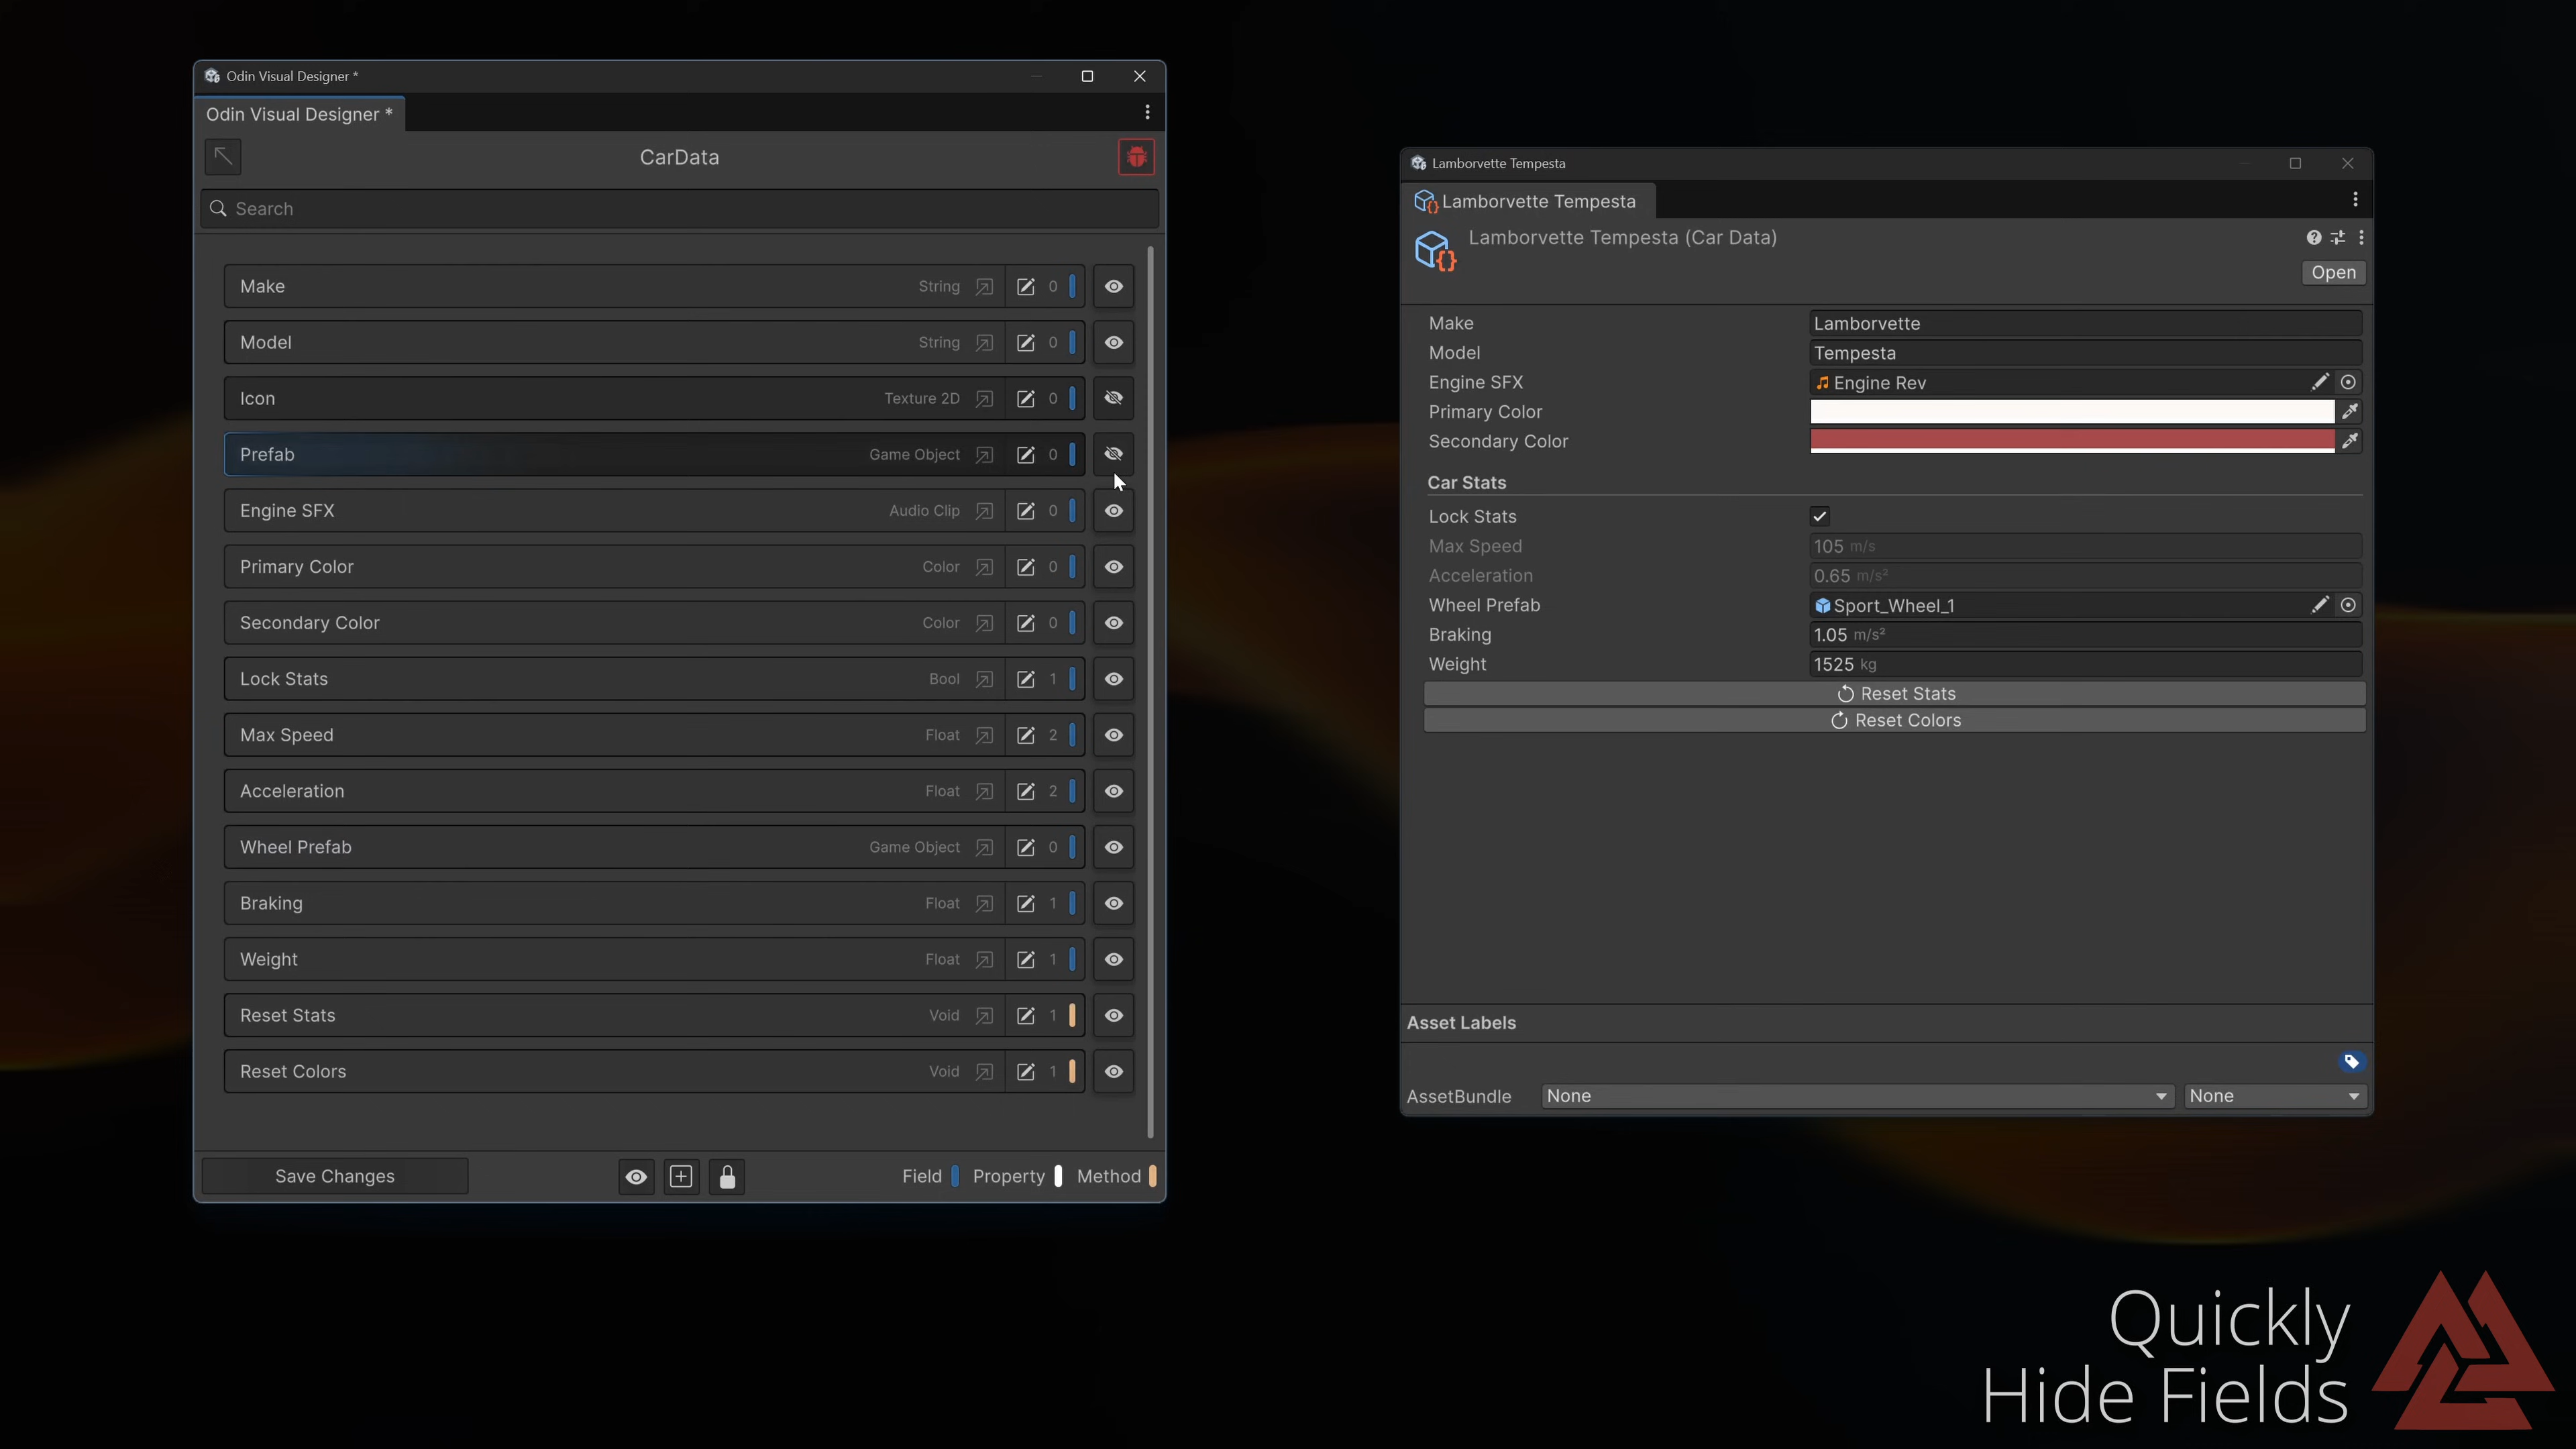 Odin Visual Designer *
Odin Visual Designer *
CarData
Search
Make String 0
Model String 0
Icon Texture 2D 0
Prefab Game Object 0
Engine SFX Audio Clip 0
Primary Color Color 0
Secondary Color Color 0
Lock Stats Bool 1
Max Speed Float 2
Acceleration Float 2
Wheel Prefab Game Object 0
Braking Float 1
Weight Float 1
Reset Stats Void 1
Reset Colors Void 1
Save Changes Field Property Method
Lamborvette Tempesta
Lamborvette Tempesta
Lamborvette Tempesta (Car Data)
Open
Make Lamborvette
Model Tempesta
Engine SFX Engine Rev
Primary Color
Secondary Color
Car Stats
Lock Stats
Max Speed 105 m/s
Acceleration 0.65 m/s²
Wheel Prefab Sport_Wheel_1
Braking 1.05 m/s²
Weight 1525 kg
Reset Stats
Reset Colors
Asset Labels
AssetBundle None None
Quickly
Hide Fields